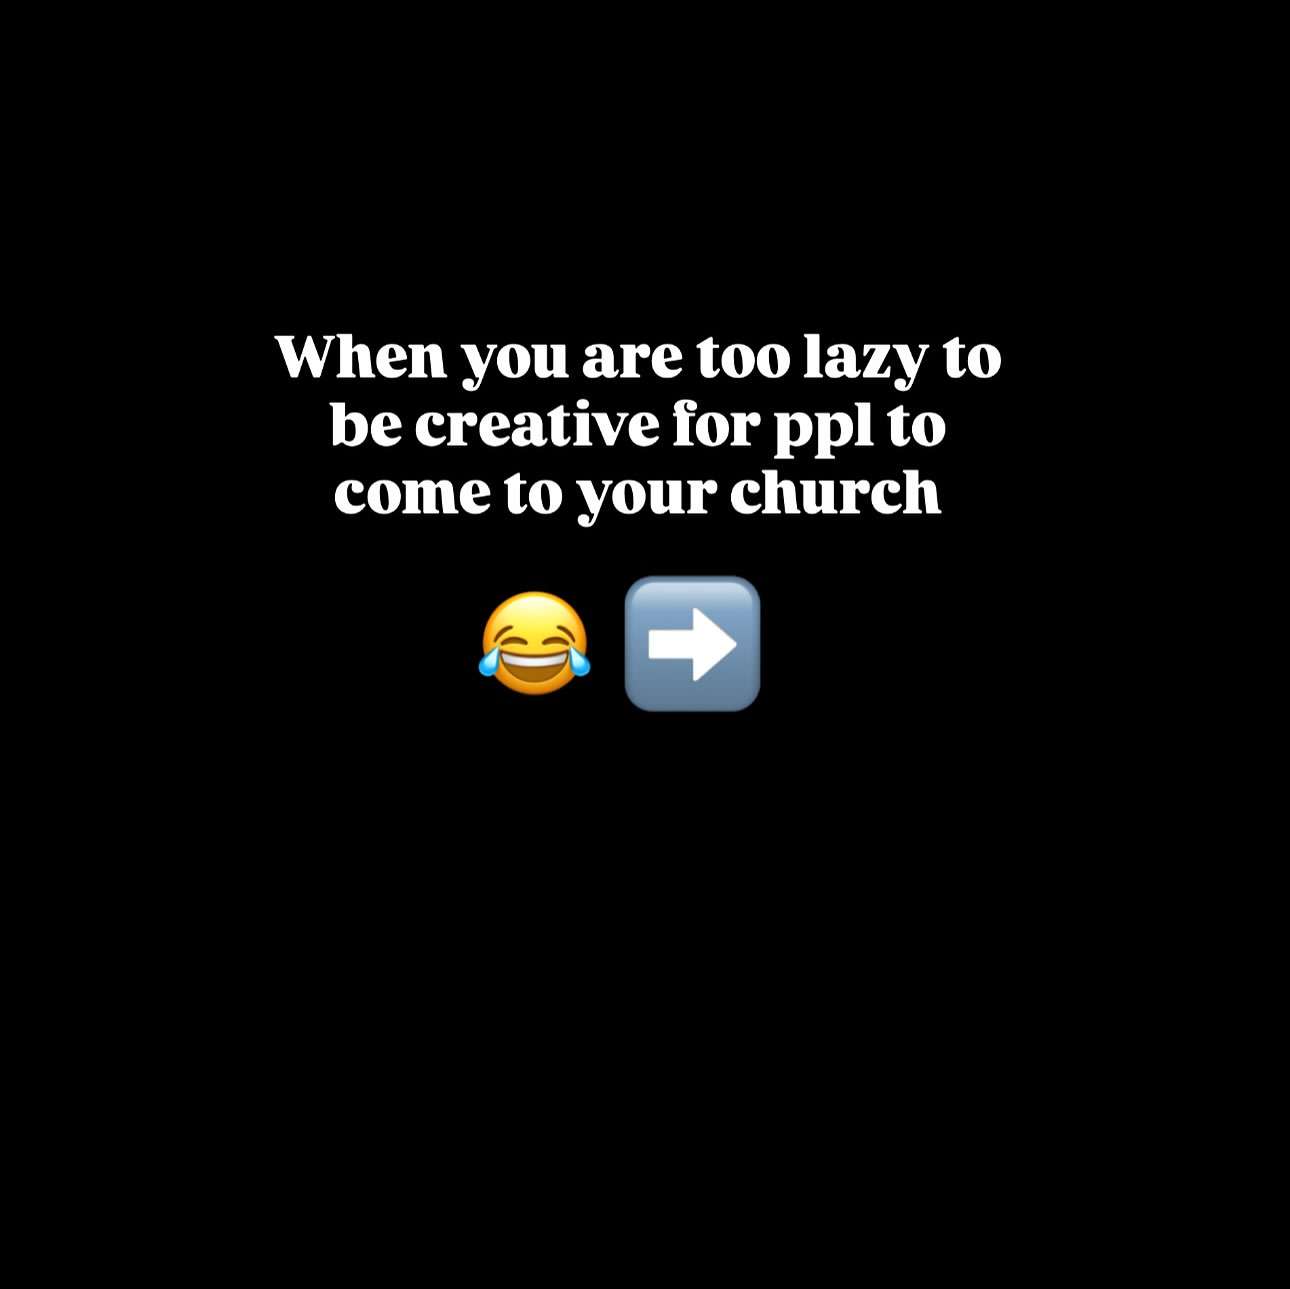 When you are too lazy to
be creative for ppl to
come to your church
😂 ➡️